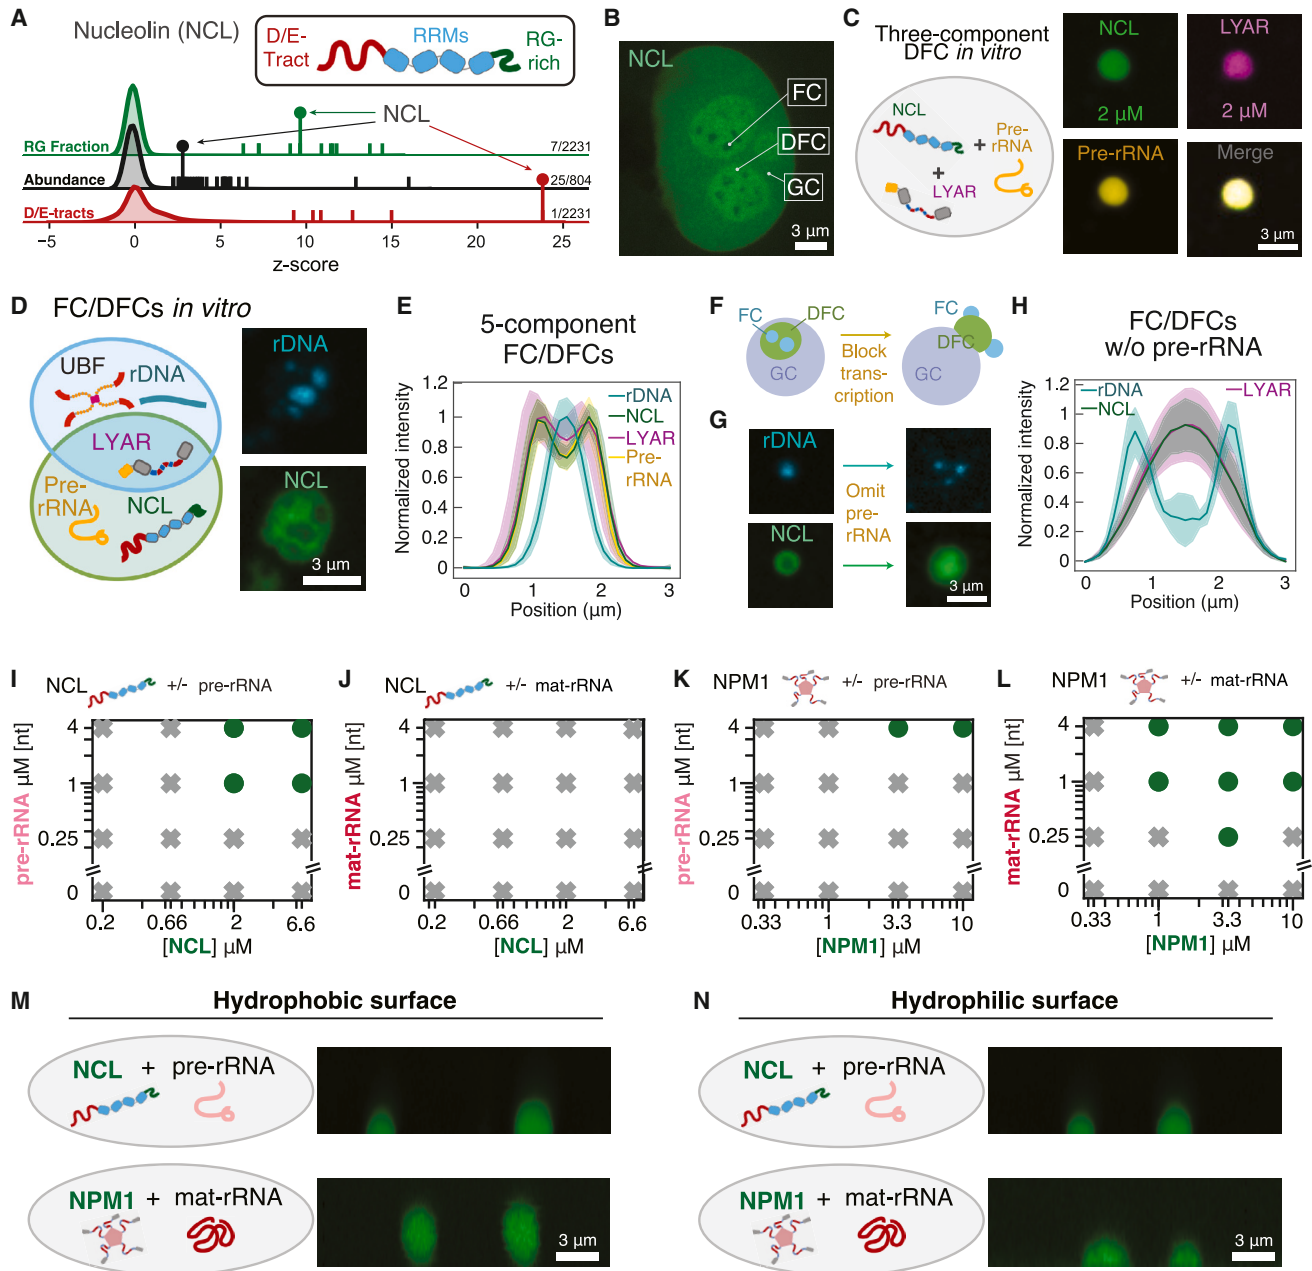 A
Nucleolin (NCL)
D/E-
Tract
RRMs
RG-
rich
NCL
RG Fraction
7/2231
Abundance
25/804
D/E-tracts
1/2231
−5 0 5 10 15 20 25
z-score
B
NCL
FC
DFC
GC
3 µm
C
Three-component
DFC in vitro
NCL
+
Pre-
rRNA
+
LYAR
NCL
2 µM
LYAR
2 µM
Pre-rRNA
Merge
3 µm
D
FC/DFCs in vitro
UBF
rDNA
LYAR
Pre-
rRNA
NCL
rDNA
NCL
3 µm
E
5-component
FC/DFCs
Normalized intensity
1.2
1
0.8
0.6
0.4
0.2
0
rDNA
NCL
LYAR
Pre-
rRNA
0 1 2 3
Position (µm)
F
FC
DFC
GC
Block
trans-
cription
FC
DFC
GC
G
rDNA
NCL
Omit
pre-
rRNA
3 µm
H
FC/DFCs
w/o pre-rRNA
Normalized intensity
1.2
1
0.8
0.6
0.4
0.2
0
rDNA
NCL
LYAR
0 1 2 3
Position (µm)
I
NCL +/- pre-rRNA
pre-rRNA µM [nt]
4
1
0.25
0
0.2 0.66 2 6.6
[NCL] µM
J
NCL +/- mat-rRNA
mat-rRNA µM [nt]
4
1
0.25
0
0.2 0.66 2 6.6
[NCL] µM
K
NPM1 +/- pre-rRNA
pre-rRNA µM [nt]
4
1
0.25
0
0.33 1 3.3 10
[NPM1] µM
L
NPM1 +/- mat-rRNA
mat-rRNA µM [nt]
4
1
0.25
0
0.33 1 3.3 10
[NPM1] µM
M
Hydrophobic surface
NCL + pre-rRNA
NPM1 + mat-rRNA
3 µm
N
Hydrophilic surface
NCL + pre-rRNA
NPM1 + mat-rRNA
3 µm